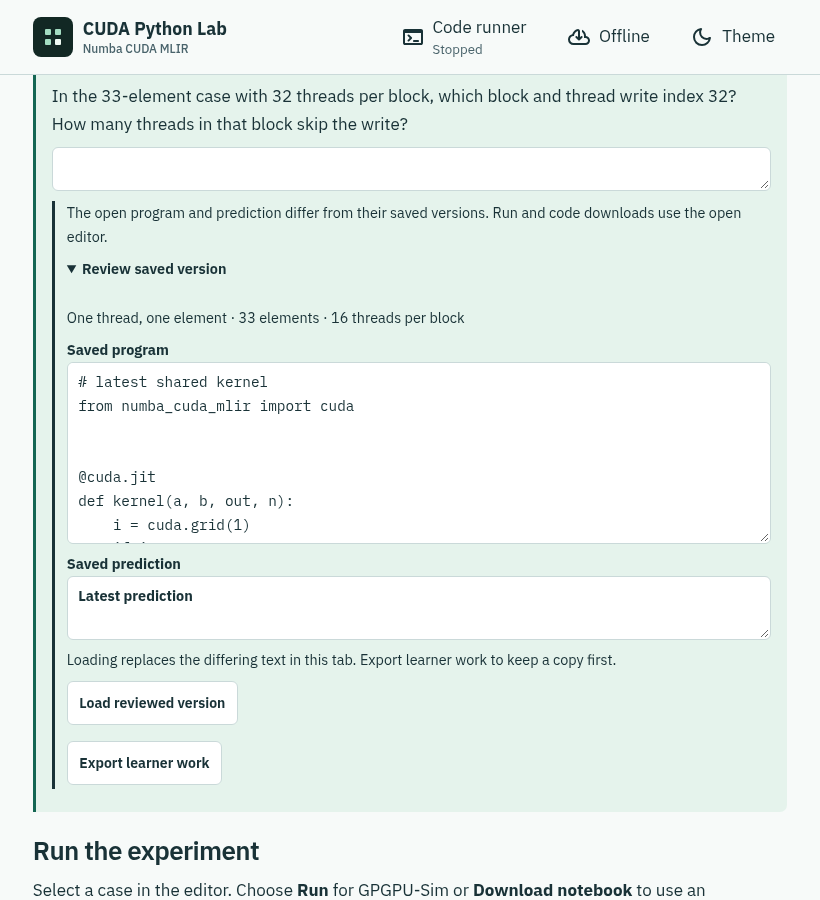 CUDA Python Lab
Numba CUDA MLIR
Code runner
Stopped
Offline
Theme
In the 33-element case with 32 threads per block, which block and thread write index 32?
How many threads in that block skip the write?
The open program and prediction differ from their saved versions. Run and code downloads use the open
editor.
Review saved version
One thread, one element · 33 elements · 16 threads per block
Saved program
# latest shared kernel
from numba_cuda_mlir import cuda
@cuda.jit
def kernel(a, b, out, n):
    i = cuda.grid(1)
Saved prediction
Latest prediction
Loading replaces the differing text in this tab. Export learner work to keep a copy first.
Load reviewed version
Export learner work
Run the experiment
Select a case in the editor. Choose Run for GPGPU-Sim or Download notebook to use an